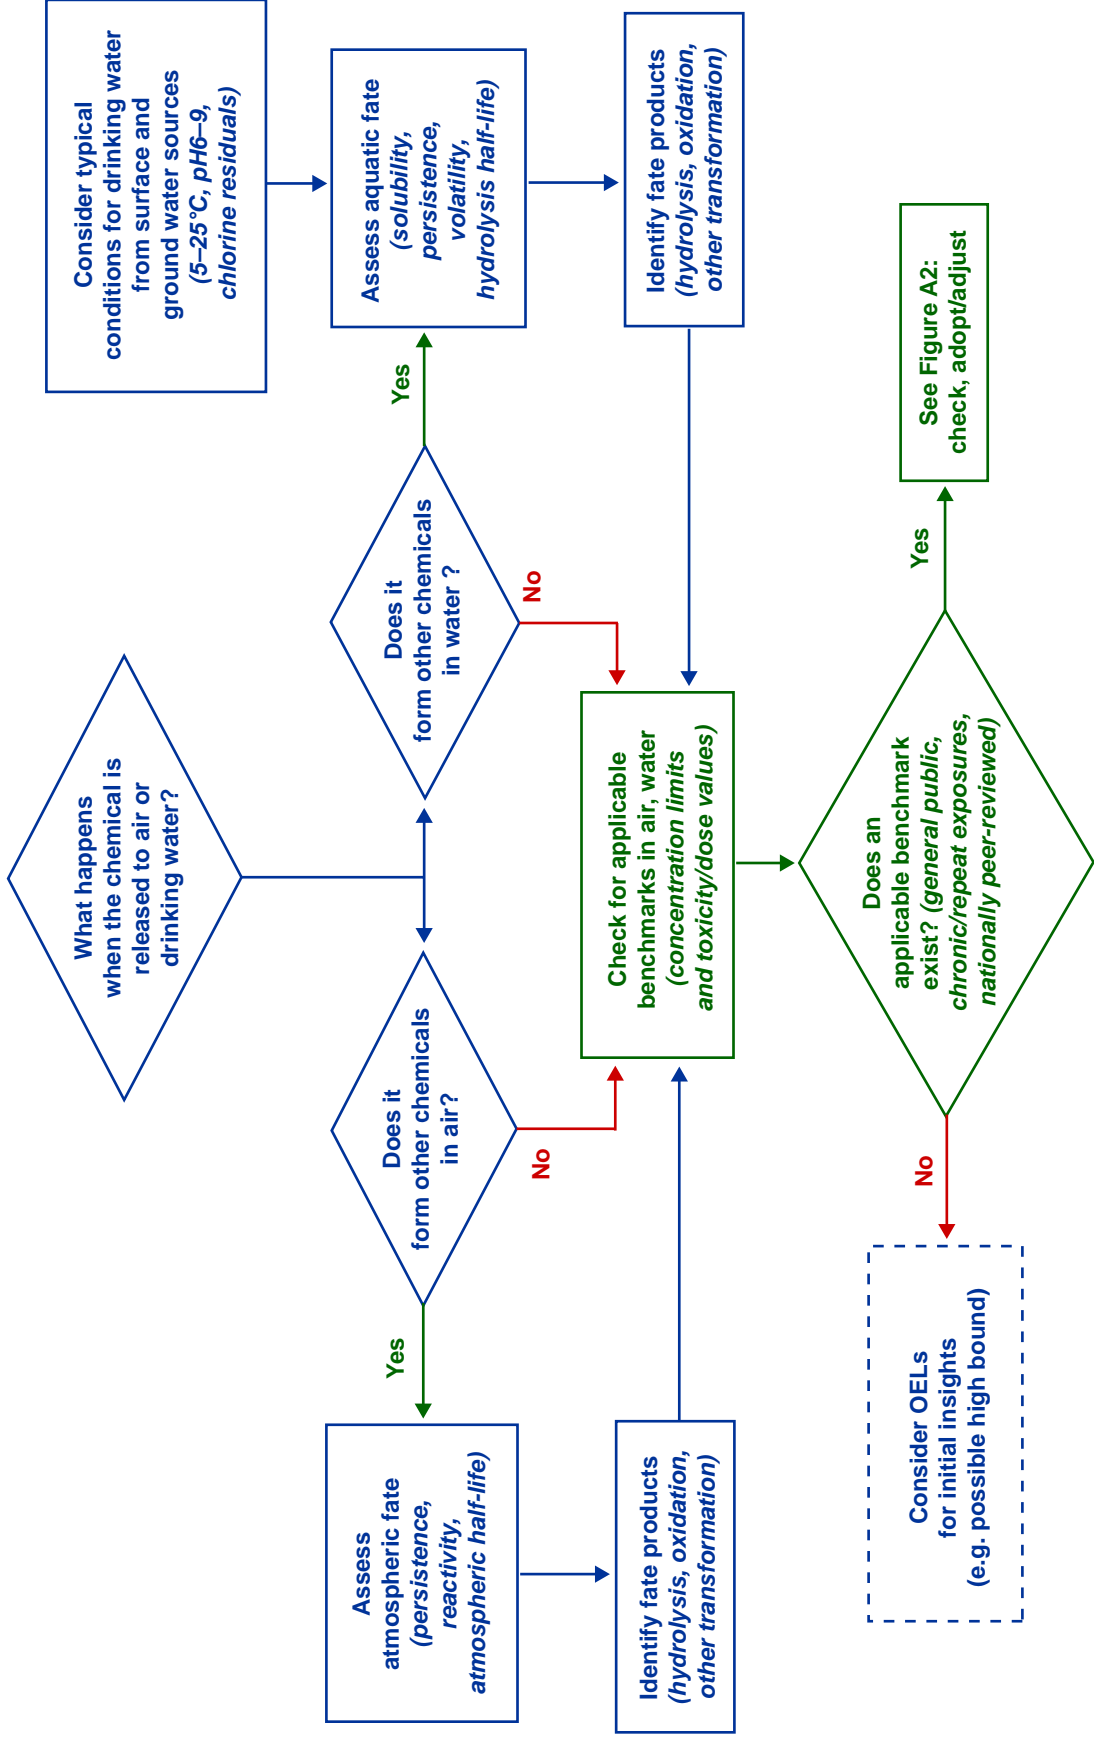 What happens
when the chemical is
released to air or
drinking water?
Consider typical
conditions for drinking water
from surface and
ground water sources
(5–25°C, pH6–9,
chlorine residuals)
Assess
atmospheric fate
(persistence,
reactivity,
atmospheric half-life)
Yes
Does it
form other chemicals
in air?
Does it
form other chemicals
in water ?
Yes
Assess aquatic fate
(solubility,
persistence,
volatility,
hydrolysis half-life)
No
No
Identify fate products
(hydrolysis, oxidation,
other transformation)
Check for applicable
benchmarks in air, water
(concentration limits
and toxicity/dose values)
Identify fate products
(hydrolysis, oxidation,
other transformation)
Consider OELs
for initial insights
(e.g. possible high bound)
No
Does an
applicable benchmark
exist? (general public,
chronic/repeat exposures,
nationally peer-reviewed)
Yes
See Figure A2:
check, adopt/adjust